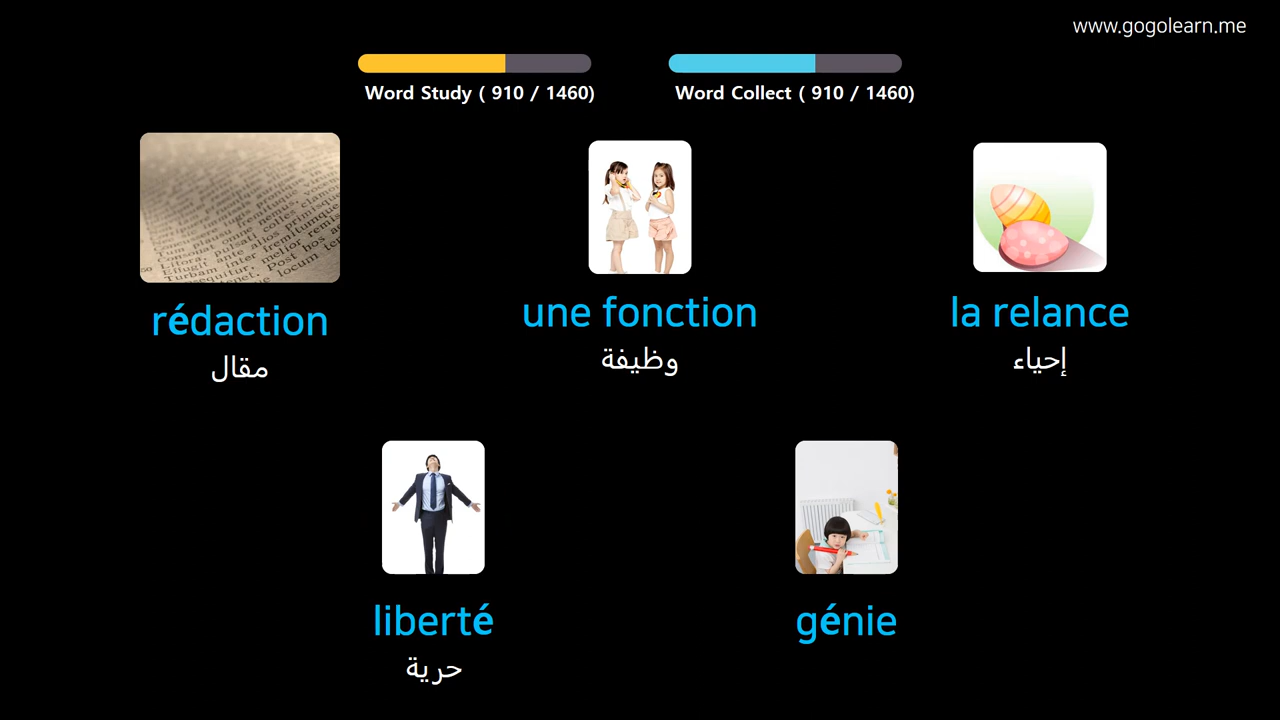 www.gogolearn.me
Word Study ( 910 / 1460)
Word Collect ( 910 / 1460)
rédaction
مقال
une fonction
وظيفة
la relance
إحياء
liberté
حرية
génie